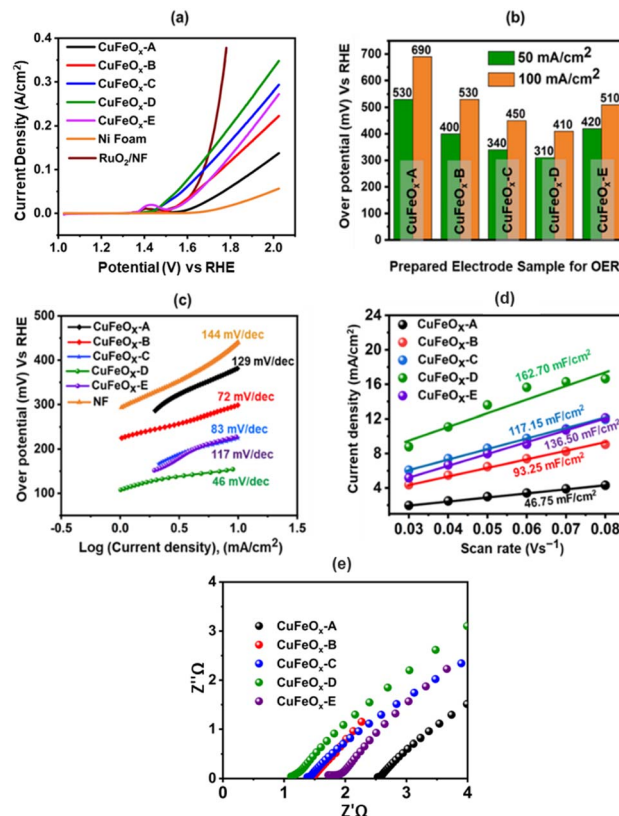 (a)
Current Density (A/cm²)
0.4
0.3
0.2
0.1
0.0
CuFeOₓ-A
CuFeOₓ-B
CuFeOₓ-C
CuFeOₓ-D
CuFeOₓ-E
Ni Foam
RuO₂/NF
1.0 1.2 1.4 1.6 1.8 2.0
Potential (V) vs RHE
(b)
Over potential (mV) Vs RHE
700
600
500
400
300
200
100
0
50 mA/cm²
100 mA/cm²
530 690
400 530
340 450
310 410
420 510
CuFeOₓ-A
CuFeOₓ-B
CuFeOₓ-C
CuFeOₓ-D
CuFeOₓ-E
Prepared Electrode Sample for OER
(c)
Over potential (mV) Vs RHE
500
400
300
200
100
CuFeOX-A
CuFeOX-B
CuFeOX-C
CuFeOX-D
CuFeOX-E
NF
144 mV/dec
129 mV/dec
72 mV/dec
83 mV/dec
117 mV/dec
46 mV/dec
-0.5 0.0 0.5 1.0 1.5
Log (Current density), (mA/cm²)
(d)
Current density (mA/cm²)
24
20
16
12
8
4
CuFeOX-A
CuFeOX-B
CuFeOX-C
CuFeOX-D
CuFeOX-E
162.70 mF/cm²
117.15 mF/cm²
136.50 mF/cm²
93.25 mF/cm²
46.75 mF/cm²
0.03 0.04 0.05 0.06 0.07 0.08
Scan rate (Vs⁻¹)
(e)
Z''Ω
3
2
1
0
CuFeOₓ-A
CuFeOₓ-B
CuFeOₓ-C
CuFeOₓ-D
CuFeOₓ-E
0 1 2 3 4
Z'Ω